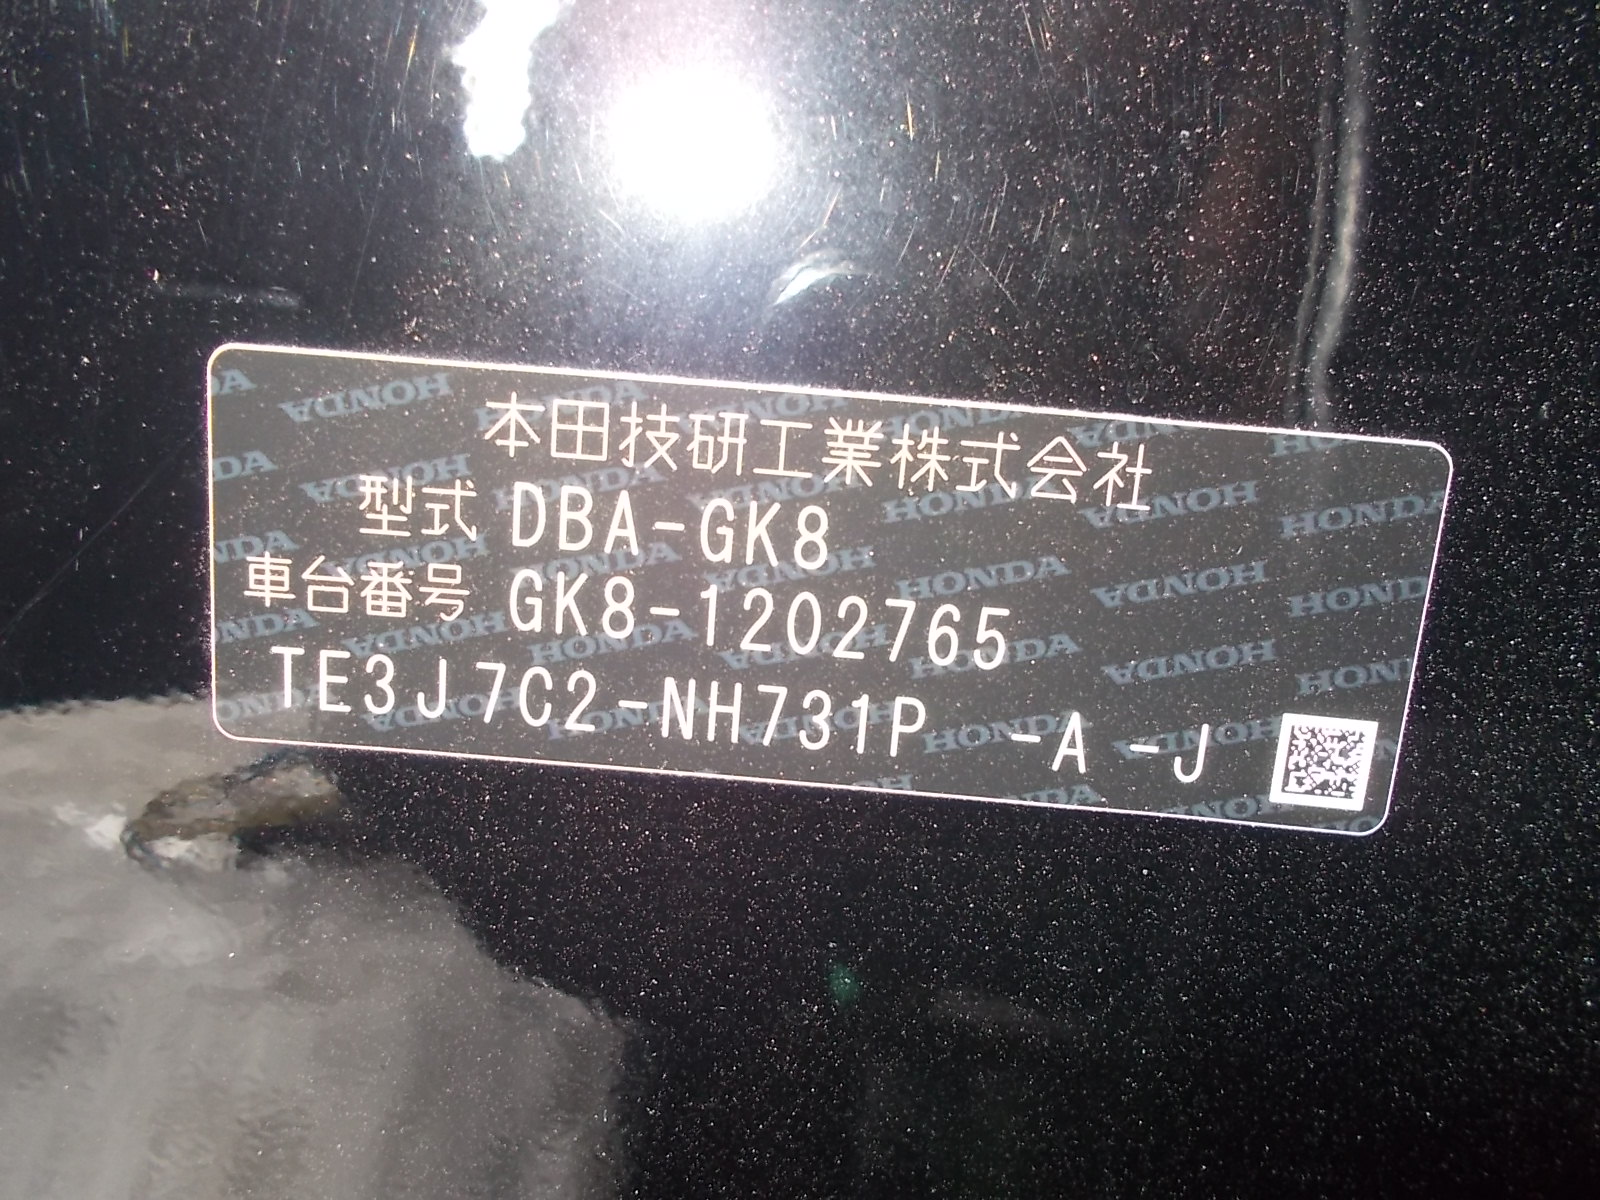 本田技研工業株式会社
型式 DBA-GK8
車台番号 GK8-1202765
TE3J7C2-NH731P -A -J